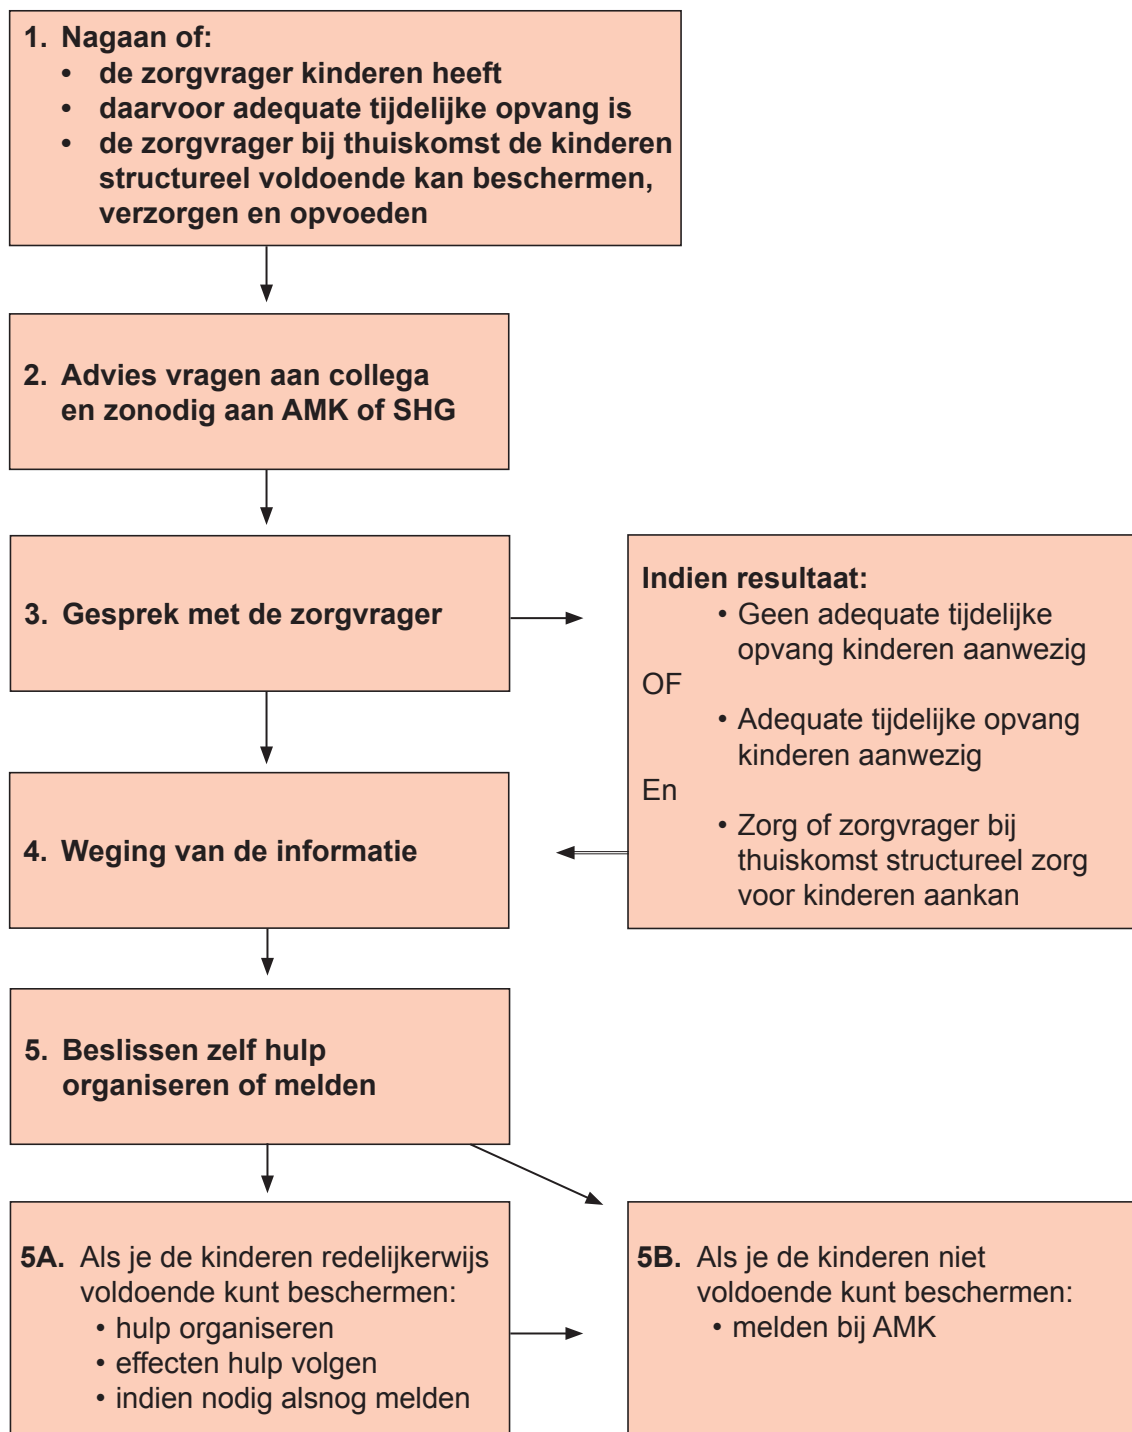 1. Nagaan of:
• de zorgvrager kinderen heeft
• daarvoor adequate tijdelijke opvang is
• de zorgvrager bij thuiskomst de kinderen
structureel voldoende kan beschermen,
verzorgen en opvoeden
2. Advies vragen aan collega
en zonodig aan AMK of SHG
3. Gesprek met de zorgvrager
Indien resultaat:
• Geen adequate tijdelijke
opvang kinderen aanwezig
OF
• Adequate tijdelijke opvang
kinderen aanwezig
En
• Zorg of zorgvrager bij
thuiskomst structureel zorg
voor kinderen aankan
4. Weging van de informatie
5. Beslissen zelf hulp
organiseren of melden
5A. Als je de kinderen redelijkerwijs
voldoende kunt beschermen:
• hulp organiseren
• effecten hulp volgen
• indien nodig alsnog melden
5B. Als je de kinderen niet
voldoende kunt beschermen:
• melden bij AMK